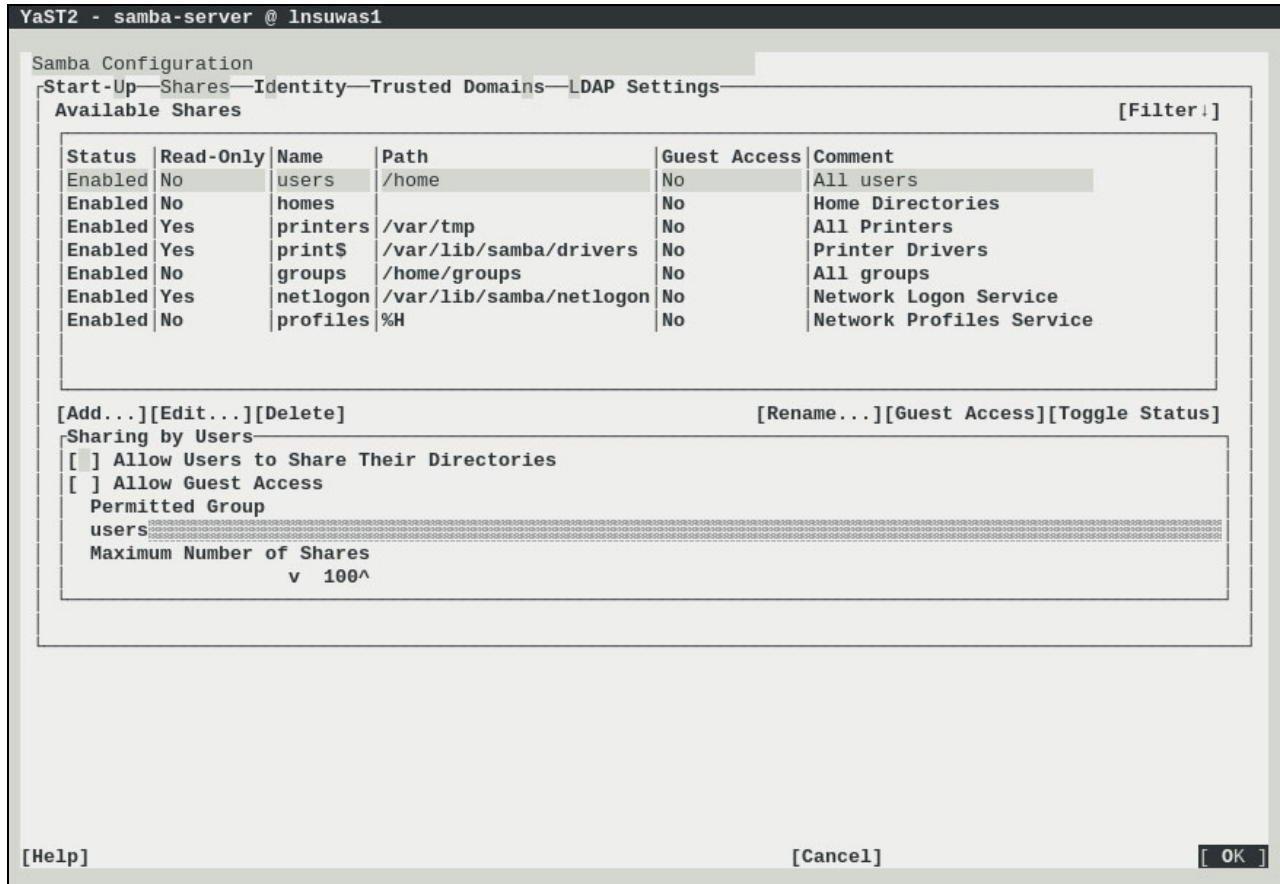 YaST2 - samba-server @ lnsuwas1
Samba Configuration
Start-Up Shares Identity Trusted Domains LDAP Settings
Available Shares [Filter↓]
Status Read-Only Name Path Guest Access Comment
Enabled No users /home No All users
Enabled No homes No Home Directories
Enabled Yes printers /var/tmp No All Printers
Enabled Yes print$ /var/lib/samba/drivers No Printer Drivers
Enabled No groups /home/groups No All groups
Enabled Yes netlogon /var/lib/samba/netlogon No Network Logon Service
Enabled No profiles %H No Network Profiles Service
[Add...][Edit...][Delete] [Rename...][Guest Access][Toggle Status]
Sharing by Users
[ ] Allow Users to Share Their Directories
[ ] Allow Guest Access
Permitted Group
users
Maximum Number of Shares
v 100^
[Help] [Cancel] [ OK ]